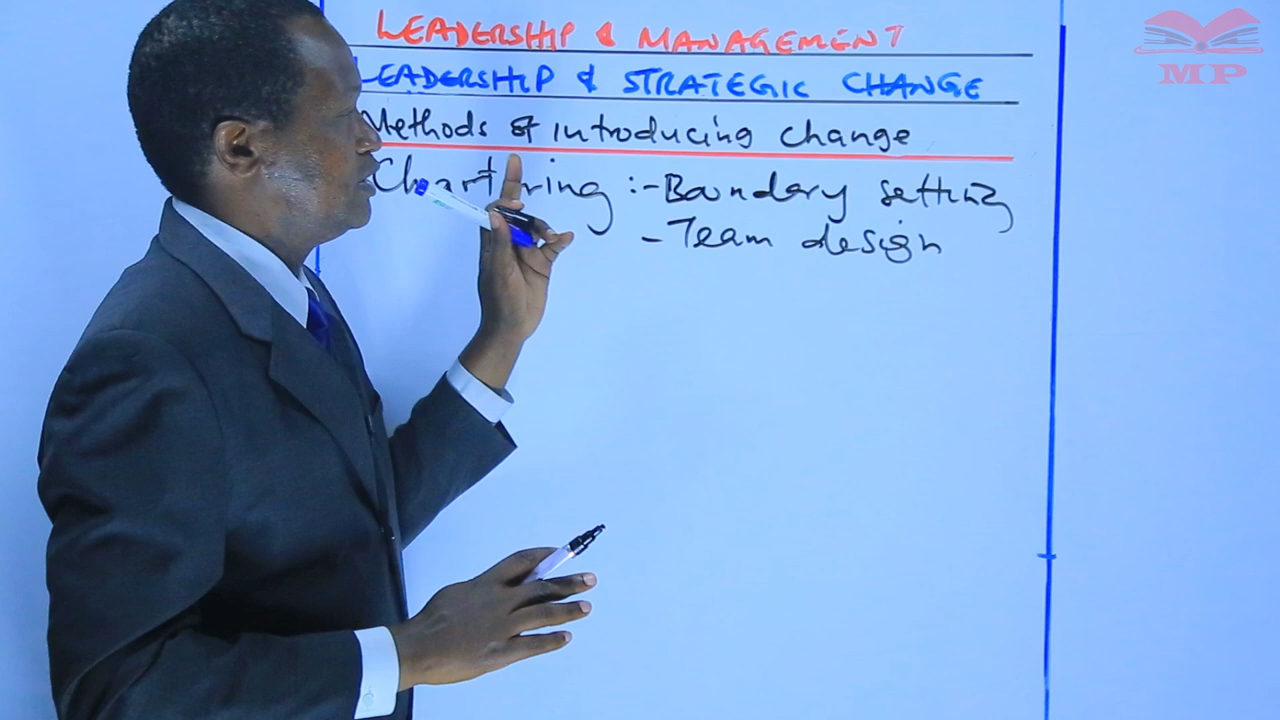 LEADERSHIP & MANAGEMENT
LEADERSHIP & STRATEGIC CHANGE
Methods of introducing change
Chartering :- Boundary setting
- Team design
MP